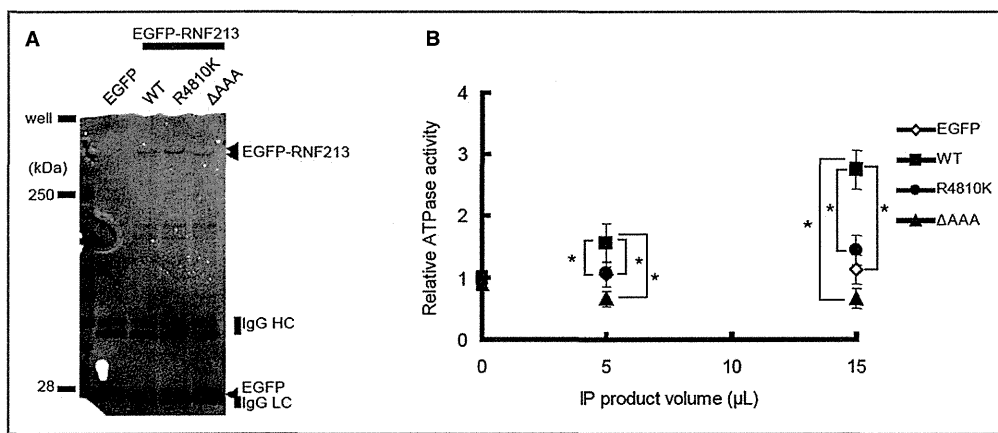 A
EGFP-RNF213
EGFP
WT
R4810K
ΔAAA
well
EGFP-RNF213
(kDa)
250
IgG HC
28
EGFP
IgG LC
B
Relative ATPase activity
4
3
2
1
0
0
5
10
15
IP product volume (µL)
*
*
*
*
*
*
EGFP
WT
R4810K
ΔAAA